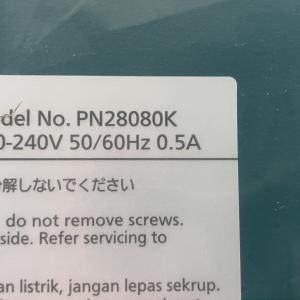 del No. PN28080K
0-240V 50/60Hz 0.5A
解しないでください
do not remove screws.
side. Refer servicing to
an listrik, jangan lepas sekrup.